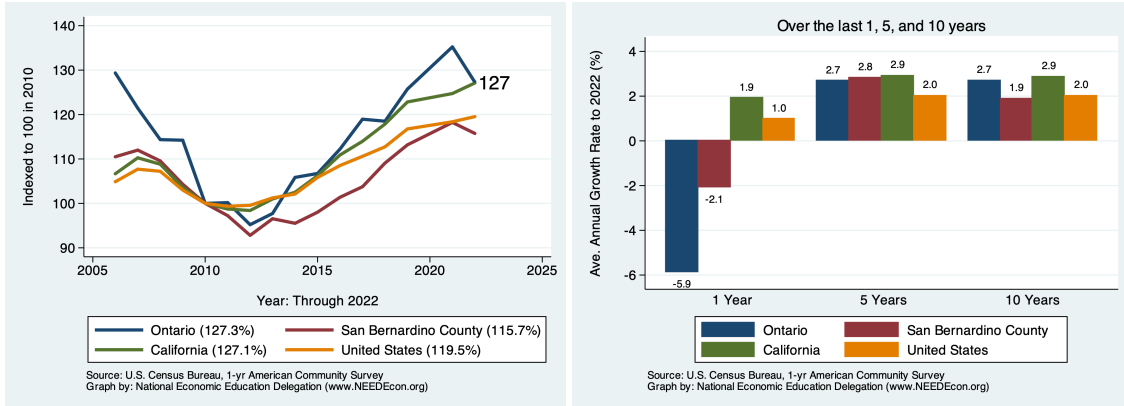 140
130
120
110
100
90
Indexed to 100 in 2010
127
2005
2010
2015
2020
2025
Year: Through 2022
Ontario (127.3%)
San Bernardino County (115.7%)
California (127.1%)
United States (119.5%)
Source: U.S. Census Bureau, 1-yr American Community Survey
Graph by: National Economic Education Delegation (www.NEEDEcon.org)
Over the last 1, 5, and 10 years
4
2
0
-2
-4
-6
Ave. Annual Growth Rate to 2022 (%)
-5.9
-2.1
1.9
1.0
2.7
2.8
2.9
2.0
2.7
1.9
2.9
2.0
1 Year
5 Years
10 Years
Ontario
San Bernardino County
California
United States
Source: U.S. Census Bureau, 1-yr American Community Survey
Graph by: National Economic Education Delegation (www.NEEDEcon.org)